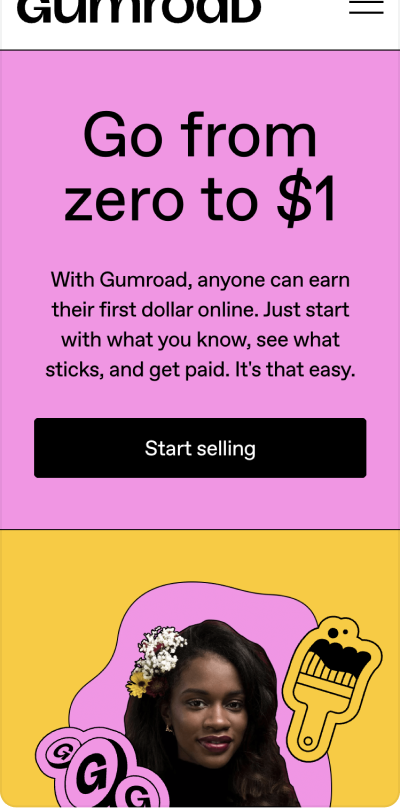 Gumroad
Go from
zero to $1
With Gumroad, anyone can earn
their first dollar online. Just start
with what you know, see what
sticks, and get paid. It's that easy.
Start selling
G
G
G